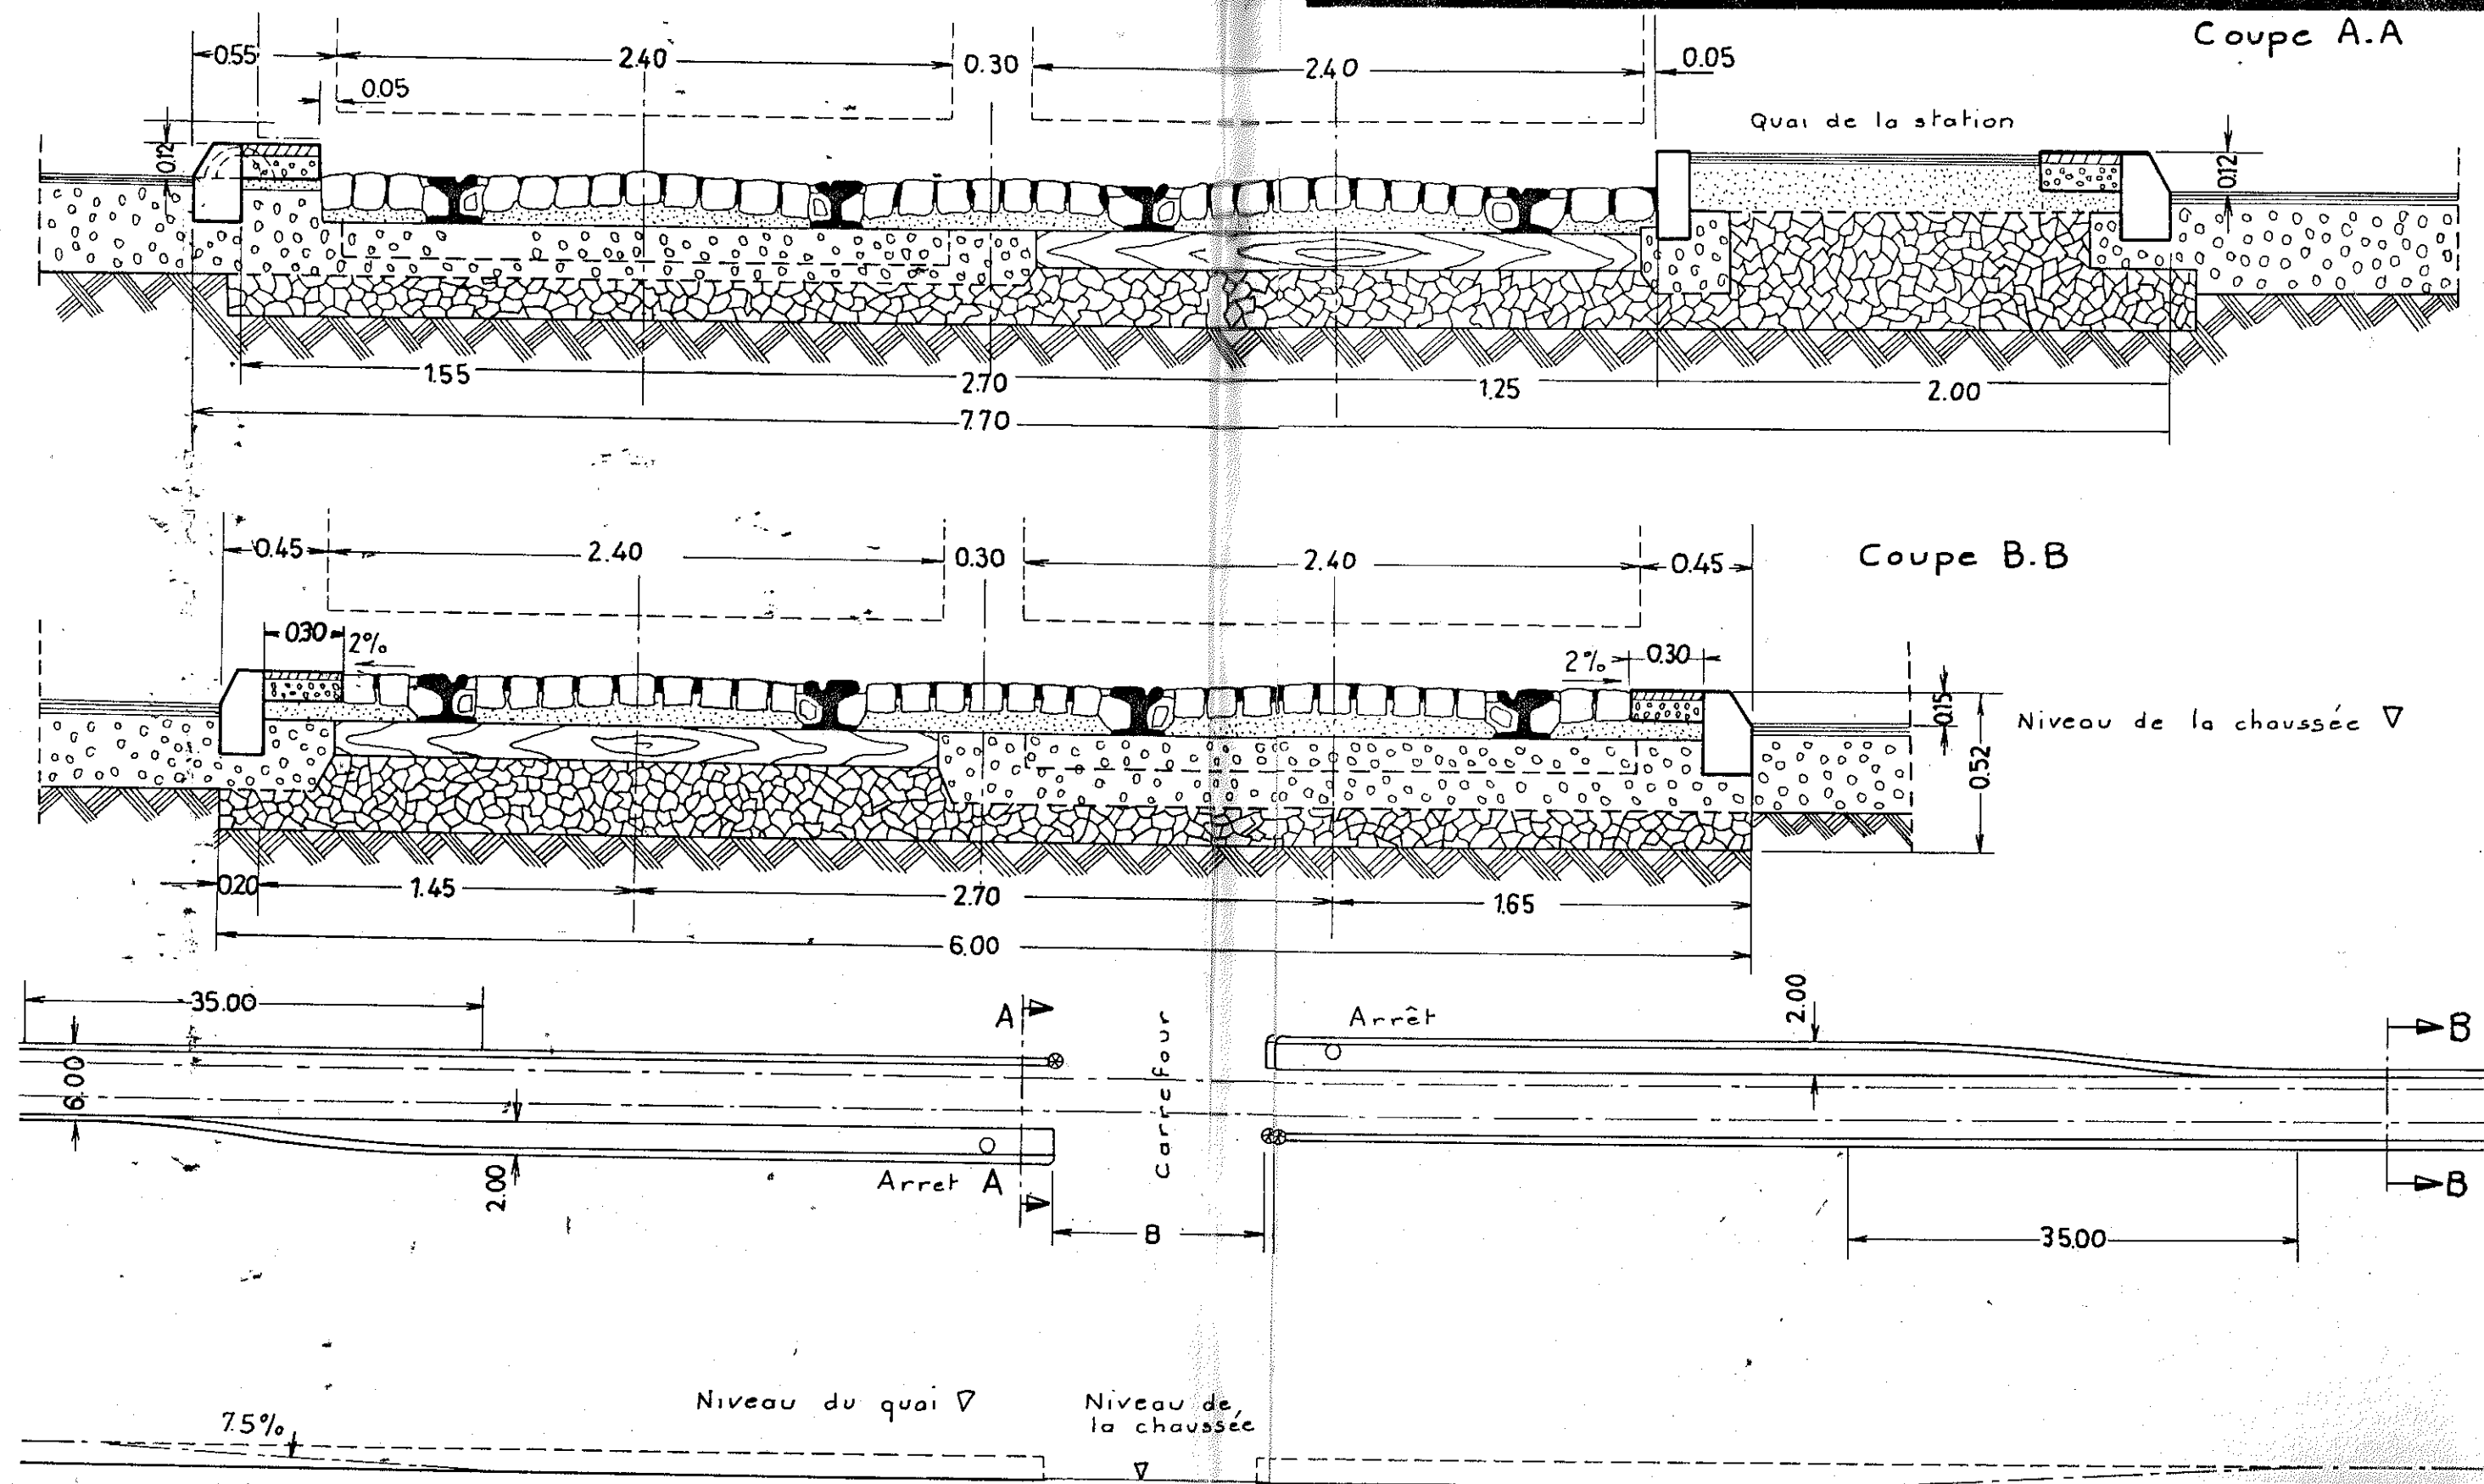 Coupe A.A
0.55
2.40
0.30
2.40
0.05
0.05
Quai de la station
0.12
0.12
1.55
2.70
1.25
2.00
7.70
0.45
2.40
0.30
2.40
0.45
Coupe B.B
0.30
2%
2%
0.30
0.15
Niveau de la chaussée
0.52
0.20
1.45
2.70
1.65
6.00
35.00
A
Carrefour
Arrêt
2.00
B
6.00
2.00
Arret A
B
B
35.00
Niveau du quai
Niveau de
la chaussée
7.5%